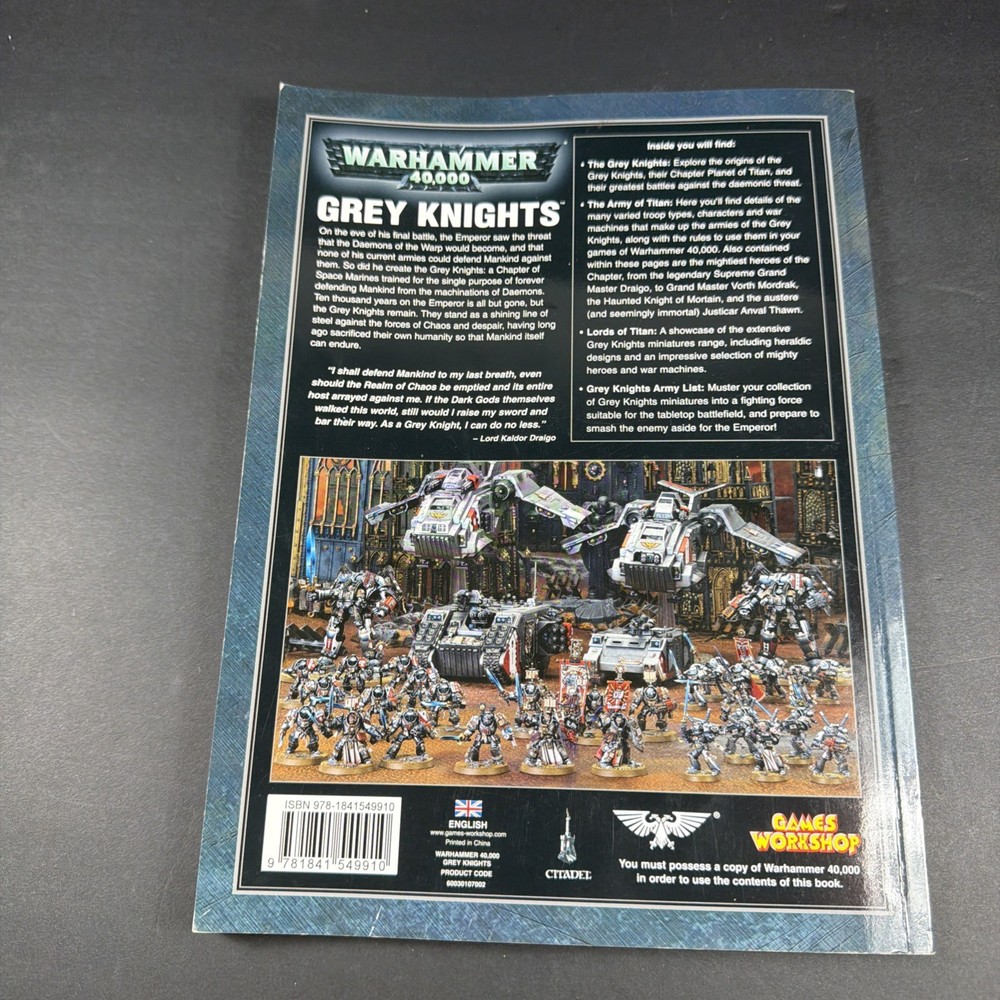 WARHAMMER
40,000
GREY KNIGHTS™
On the eve of his final battle, the Emperor saw the threat
that the Daemons of the Warp would become, and that
none of his current armies could defend Mankind against
them. So did he create the Grey Knights: a Chapter of
Space Marines trained for the single purpose of forever
defending Mankind from the machinations of Daemons.
Ten thousand years on the Emperor is all but gone, but
the Grey Knights remain. They stand as a shining line of
steel against the forces of Chaos and despair, having long
ago sacrificed their own humanity so that Mankind itself
can endure.
"I shall defend Mankind to my last breath, even
should the Realm of Chaos be emptied and its entire
host arrayed against me. If the Dark Gods themselves
walked this world, still would I raise my sword and
bar their way. As a Grey Knight, I can do no less."
– Lord Kaldor Draigo
Inside you will find:
• The Grey Knights: Explore the origins of the
Grey Knights, their Chapter Planet of Titan, and
their greatest battles against the daemonic threat.
• The Army of Titan: Here you'll find details of the
many varied troop types, characters and war
machines that make up the armies of the Grey
Knights, along with the rules to use them in your
games of Warhammer 40,000. Also contained
within these pages are the mightiest heroes of the
Chapter, from the legendary Supreme Grand
Master Draigo, to Grand Master Vorth Mordrak,
the Haunted Knight of Mortain, and the austere
(and seemingly immortal) Justicar Anval Thawn.
• Lords of Titan: A showcase of the extensive
Grey Knights miniatures range, including heraldic
designs and an impressive selection of mighty
heroes and war machines.
• Grey Knights Army List: Muster your collection
of Grey Knights miniatures into a fighting force
suitable for the tabletop battlefield, and prepare to
smash the enemy aside for the Emperor!
ISBN 978-1841549910
9 781841 549910
ENGLISH
www.games-workshop.com
Printed in China
WARHAMMER 40,000
GREY KNIGHTS
PRODUCT CODE
60030107002
CITADEL
®
GAMES
WORKSHOP
You must possess a copy of Warhammer 40,000
in order to use the contents of this book.